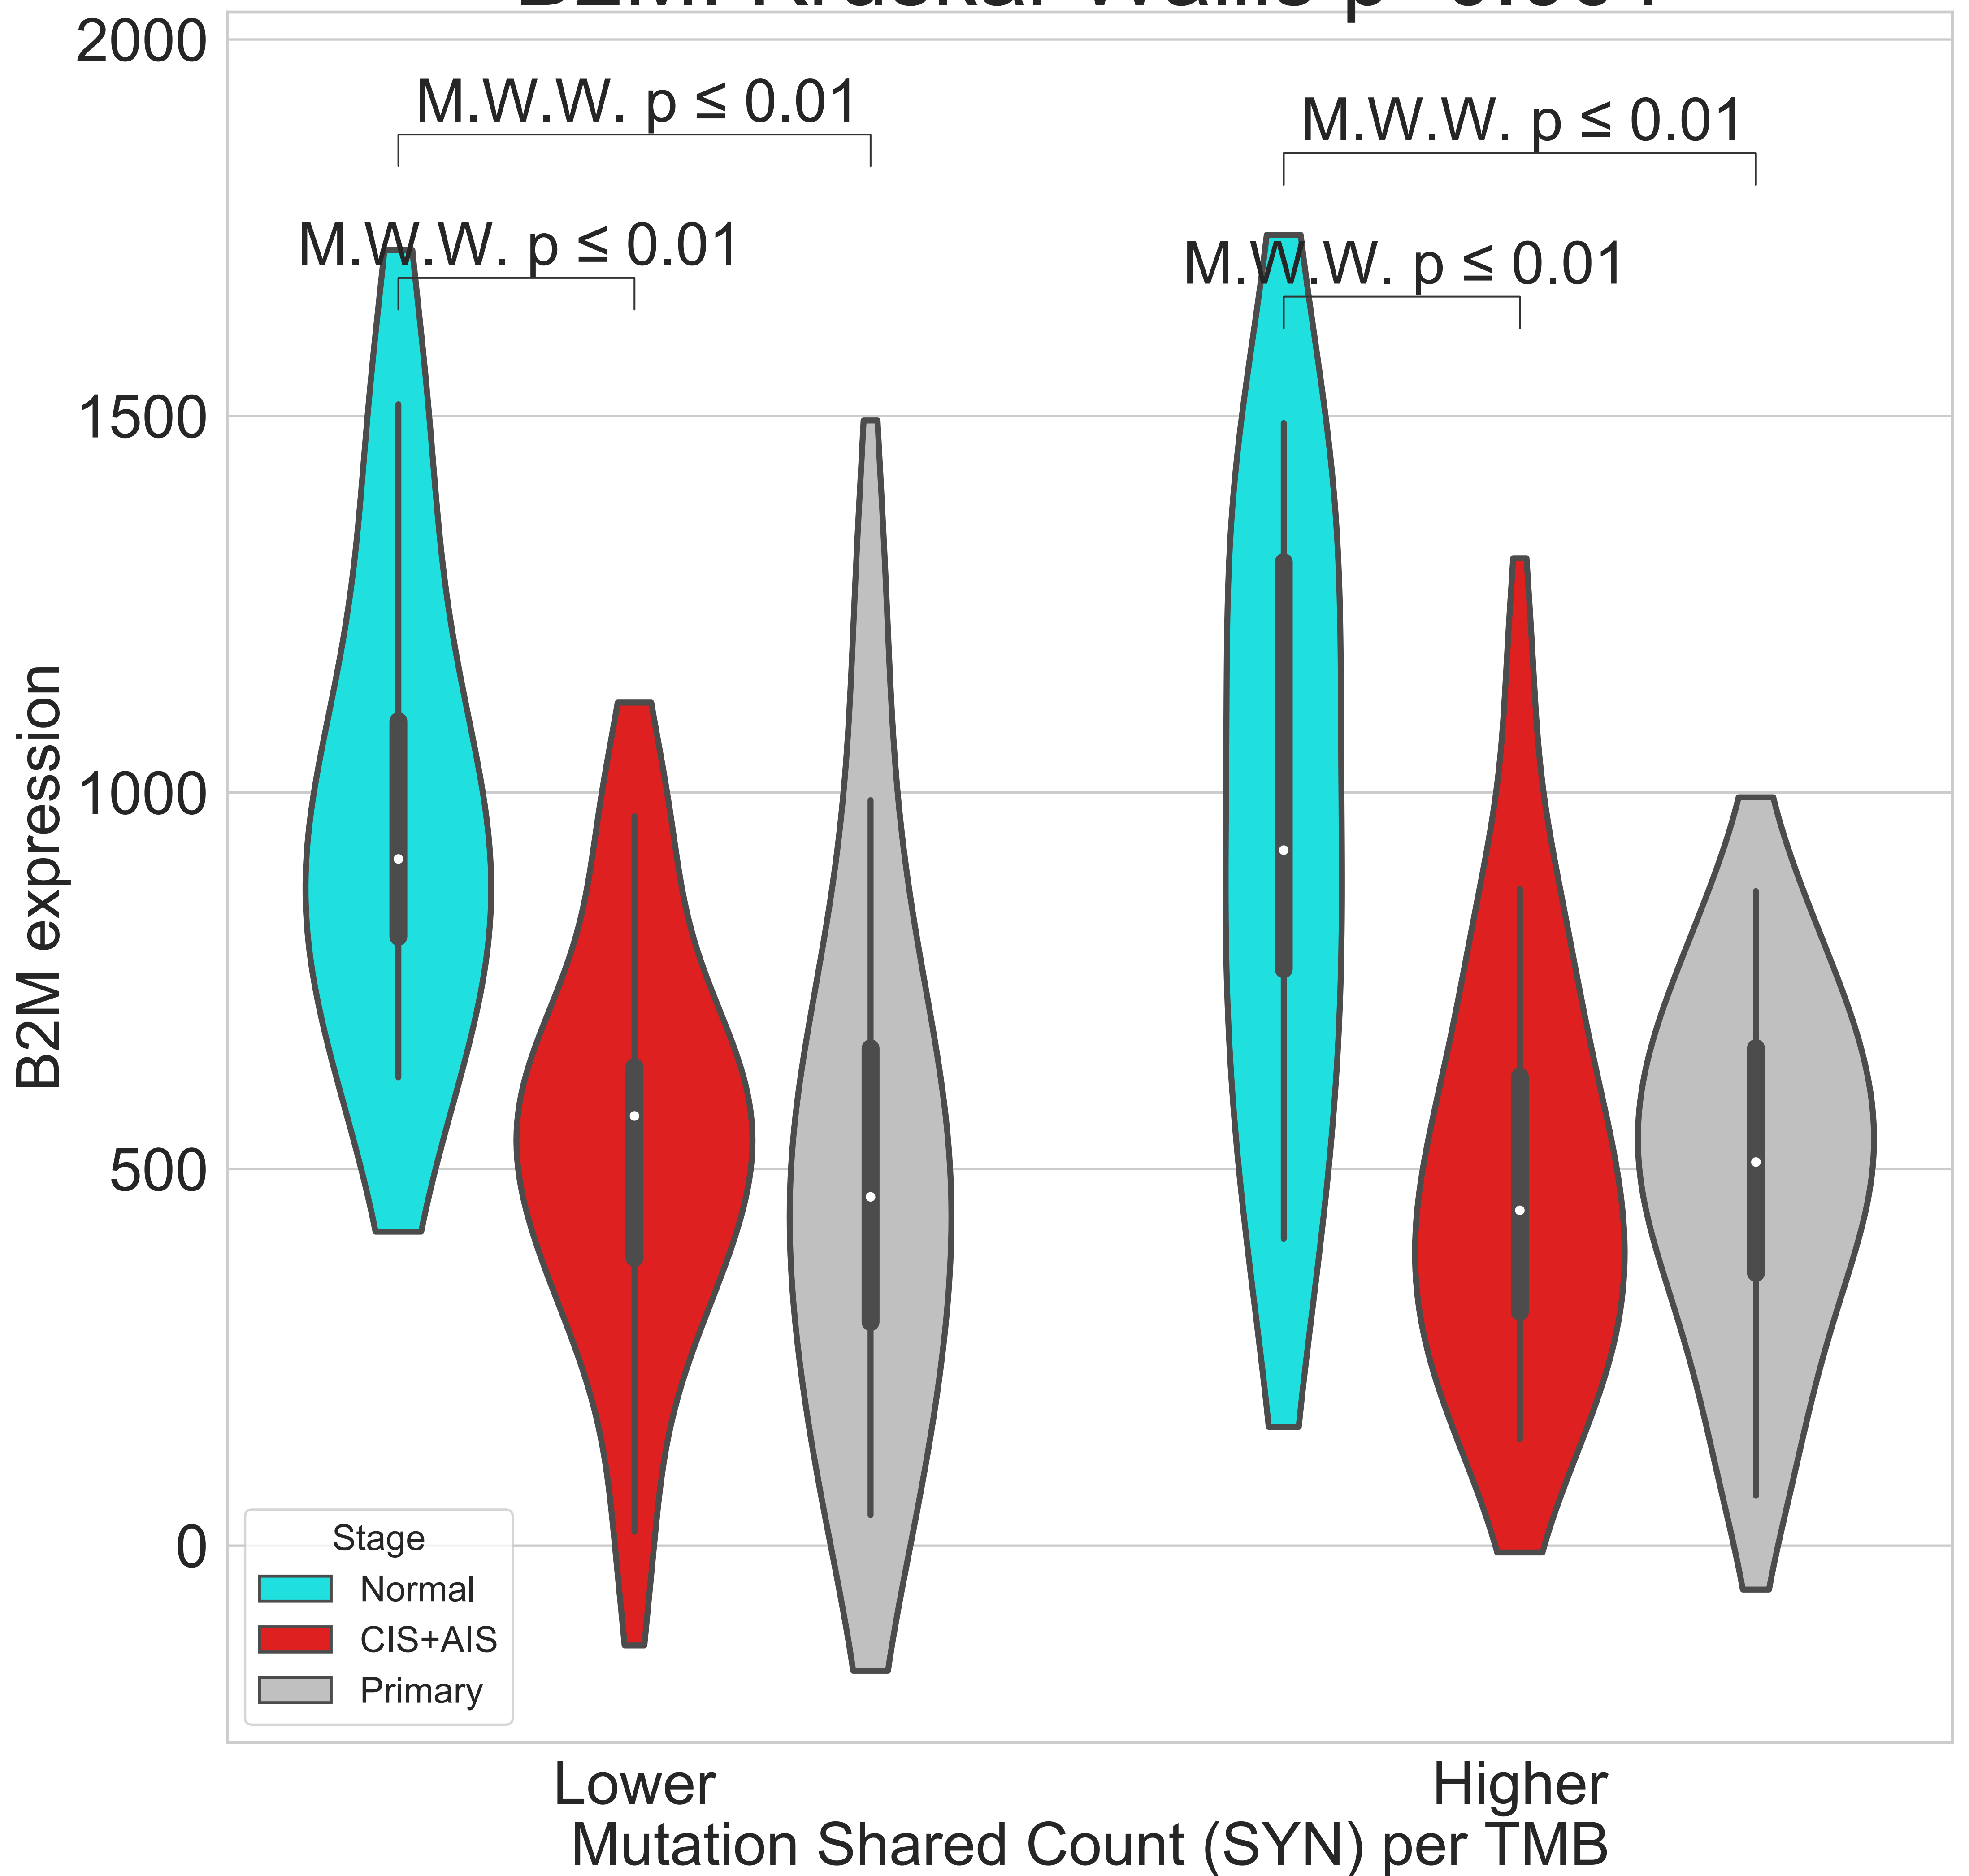 2000
M.W.W. p ≤ 0.01
M.W.W. p ≤ 0.01
M.W.W. p ≤ 0.01
M.W.W. p ≤ 0.01
1500
1000
500
0
B2M expression
Stage
Normal
CIS+AIS
Primary
Lower
Higher
Mutation Shared Count (SYN) per TMB